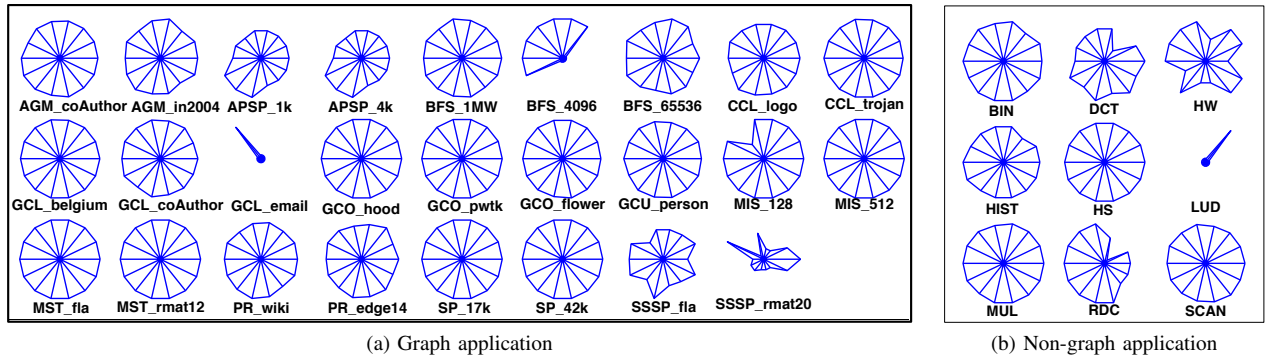 AGM_coAuthor AGM_in2004 APSP_1k APSP_4k BFS_1MW BFS_4096 BFS_65536 CCL_logo CCL_trojan
GCL_belgium GCL_coAuthor GCL_email GCO_hood GCO_pwtk GCO_flower GCU_person MIS_128 MIS_512
MST_fla MST_rmat12 PR_wiki PR_edge14 SP_17k SP_42k SSSP_fla SSSP_rmat20
(a) Graph application
BIN DCT HW
HIST HS LUD
MUL RDC SCAN
(b) Non-graph application